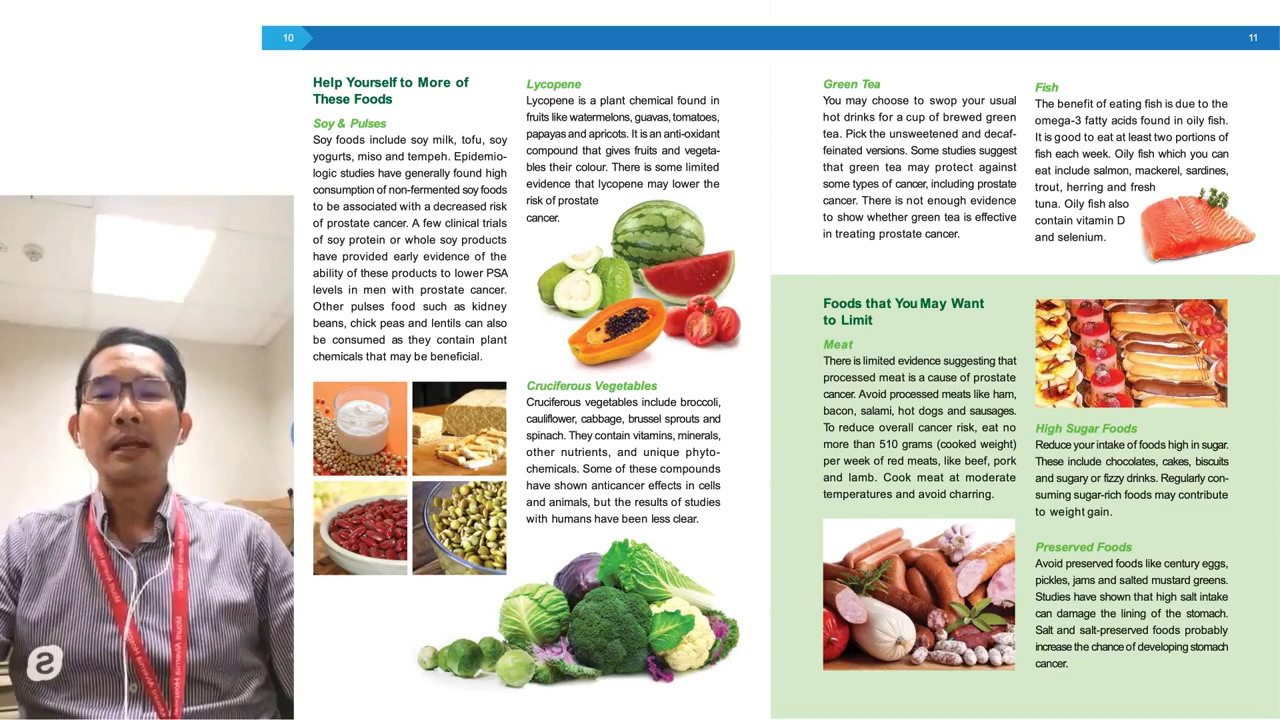 10
11
Help Yourself to More of
These Foods
Soy & Pulses
Soy foods include soy milk, tofu, soy
yogurts, miso and tempeh. Epidemio-
logic studies have generally found high
consumption of non-fermented soy foods
to be associated with a decreased risk
of prostate cancer. A few clinical trials
of soy protein or whole soy products
have provided early evidence of the
ability of these products to lower PSA
levels in men with prostate cancer.
Other pulses food such as kidney
beans, chick peas and lentils can also
be consumed as they contain plant
chemicals that may be beneficial.
Lycopene
Lycopene is a plant chemical found in
fruits like watermelons, guavas, tomatoes,
papayas and apricots. It is an anti-oxidant
compound that gives fruits and vegeta-
bles their colour. There is some limited
evidence that lycopene may lower the
risk of prostate
cancer.
Cruciferous Vegetables
Cruciferous vegetables include broccoli,
cauliflower, cabbage, brussel sprouts and
spinach. They contain vitamins, minerals,
other nutrients, and unique phyto-
chemicals. Some of these compounds
have shown anticancer effects in cells
and animals, but the results of studies
with humans have been less clear.
Green Tea
You may choose to swop your usual
hot drinks for a cup of brewed green
tea. Pick the unsweetened and decaf-
feinated versions. Some studies suggest
that green tea may protect against
some types of cancer, including prostate
cancer. There is not enough evidence
to show whether green tea is effective
in treating prostate cancer.
Fish
The benefit of eating fish is due to the
omega-3 fatty acids found in oily fish.
It is good to eat at least two portions of
fish each week. Oily fish which you can
eat include salmon, mackerel, sardines,
trout, herring and fresh
tuna. Oily fish also
contain vitamin D
and selenium.
Foods that You May Want
to Limit
Meat
There is limited evidence suggesting that
processed meat is a cause of prostate
cancer. Avoid processed meats like ham,
bacon, salami, hot dogs and sausages.
To reduce overall cancer risk, eat no
more than 510 grams (cooked weight)
per week of red meats, like beef, pork
and lamb. Cook meat at moderate
temperatures and avoid charring.
High Sugar Foods
Reduce your intake of foods high in sugar.
These include chocolates, cakes, biscuits
and sugary or fizzy drinks. Regularly con-
suming sugar-rich foods may contribute
to weight gain.
Preserved Foods
Avoid preserved foods like century eggs,
pickles, jams and salted mustard greens.
Studies have shown that high salt intake
can damage the lining of the stomach.
Salt and salt-preserved foods probably
increase the chance of developing stomach
cancer.